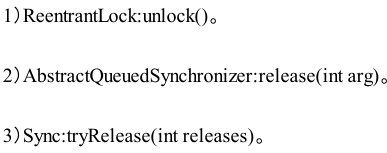 1）ReentrantLock:unlock()。
2）AbstractQueuedSynchronizer:release(int arg)。
3）Sync:tryRelease(int releases)。